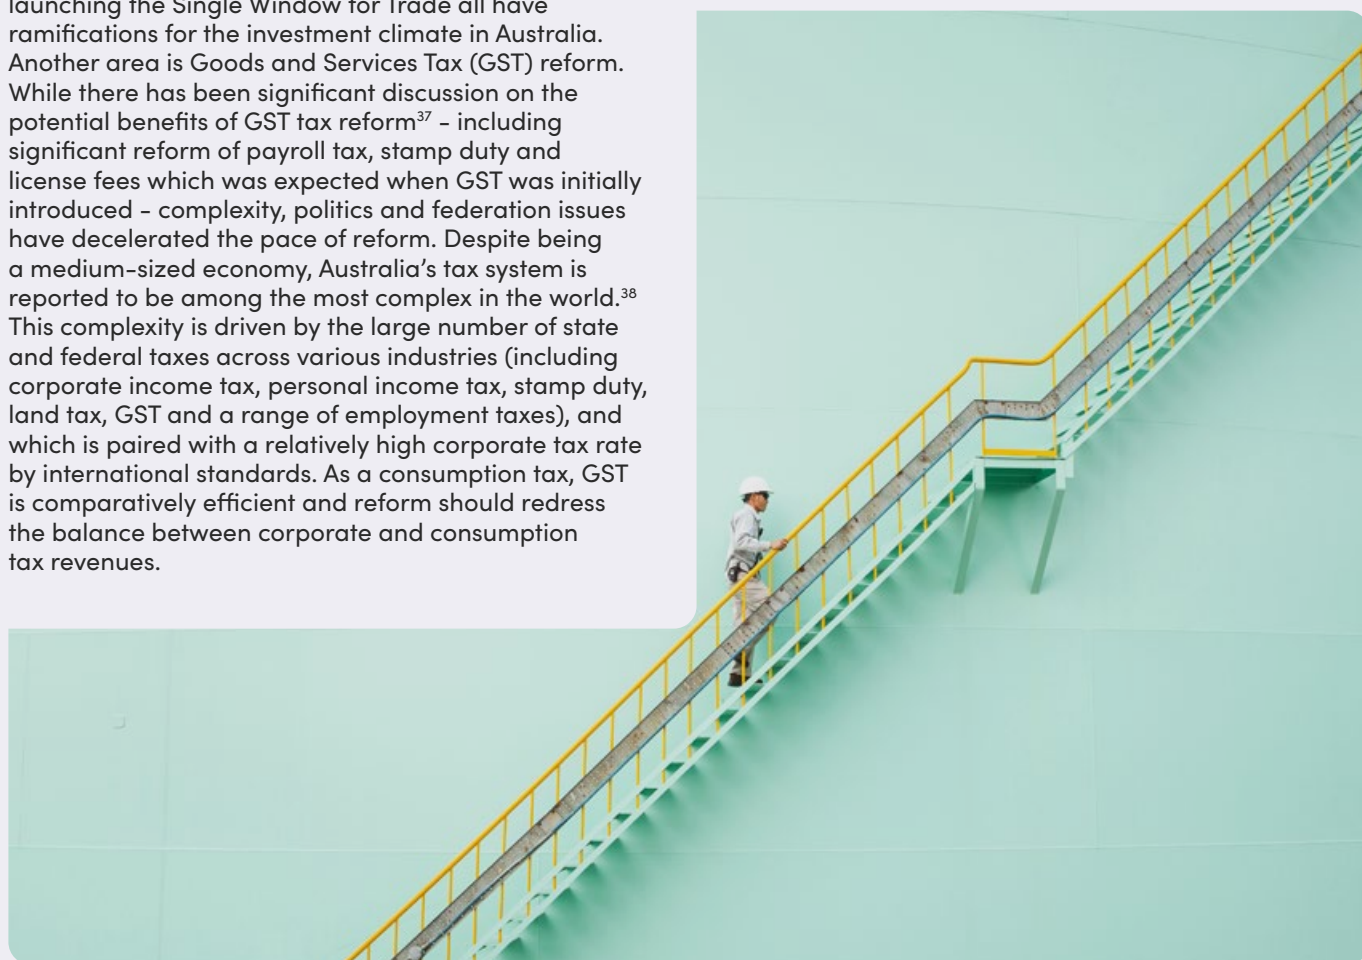 launching the Single Window for Trade all have
ramifications for the investment climate in Australia.
Another area is Goods and Services Tax (GST) reform.
While there has been significant discussion on the
potential benefits of GST tax reform³⁷ - including
significant reform of payroll tax, stamp duty and
license fees which was expected when GST was initially
introduced - complexity, politics and federation issues
have decelerated the pace of reform. Despite being
a medium-sized economy, Australia’s tax system is
reported to be among the most complex in the world.³⁸
This complexity is driven by the large number of state
and federal taxes across various industries (including
corporate income tax, personal income tax, stamp duty,
land tax, GST and a range of employment taxes), and
which is paired with a relatively high corporate tax rate
by international standards. As a consumption tax, GST
is comparatively efficient and reform should redress
the balance between corporate and consumption
tax revenues.